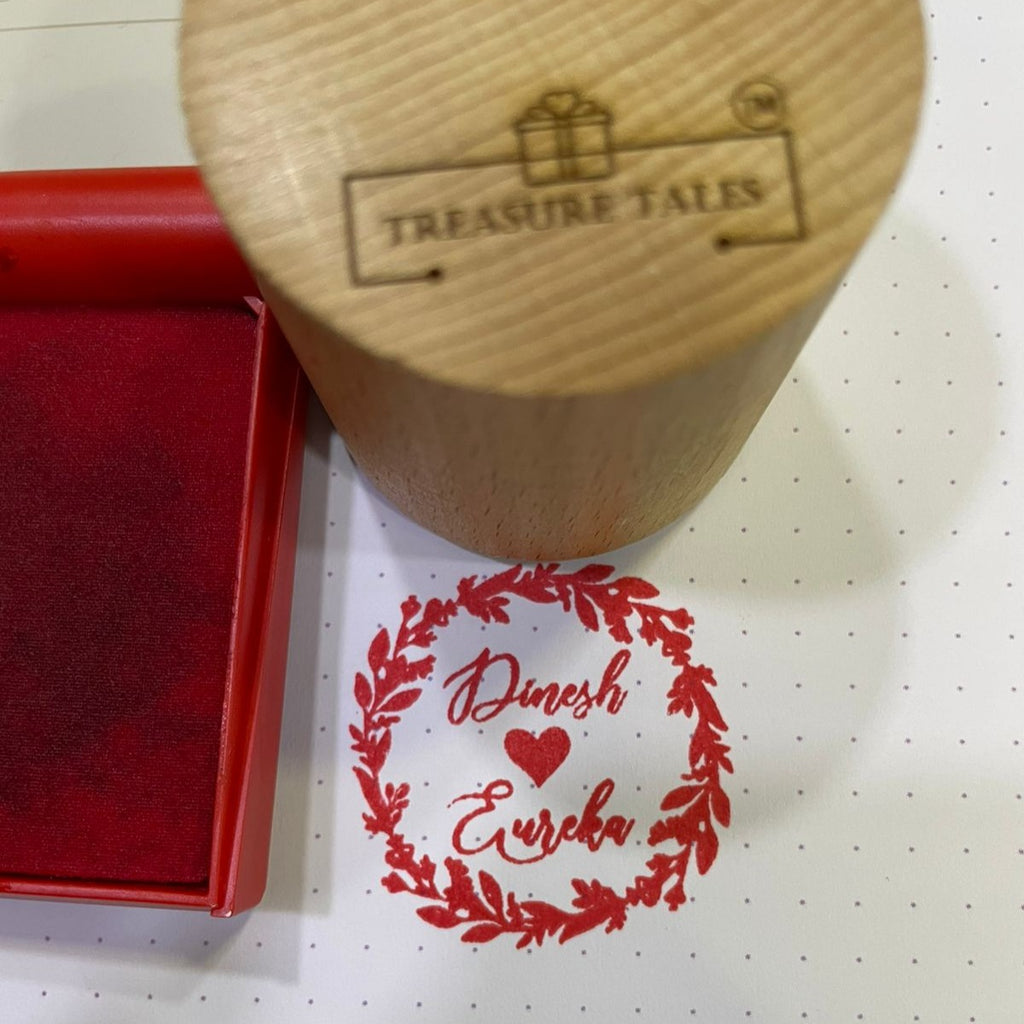 TM
TREASURE TALES
Dinesh
Eureka